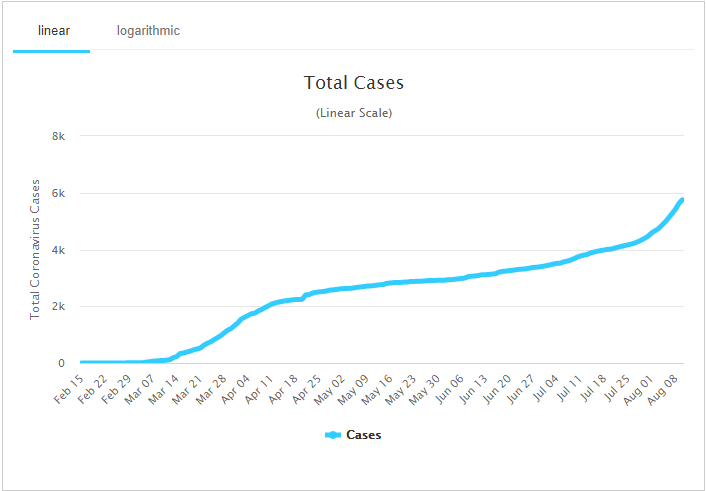 linear logarithmic
Total Cases
(Linear Scale)
Total Coronavirus Cases
8k
6k
4k
2k
0
Feb 15 Feb 22 Feb 29 Mar 07 Mar 14 Mar 21 Mar 28 Apr 04 Apr 11 Apr 18 Apr 25 May 02 May 09 May 16 May 23 May 30 Jun 06 Jun 13 Jun 20 Jun 27 Jul 04 Jul 11 Jul 18 Jul 25 Aug 01 Aug 08
Cases